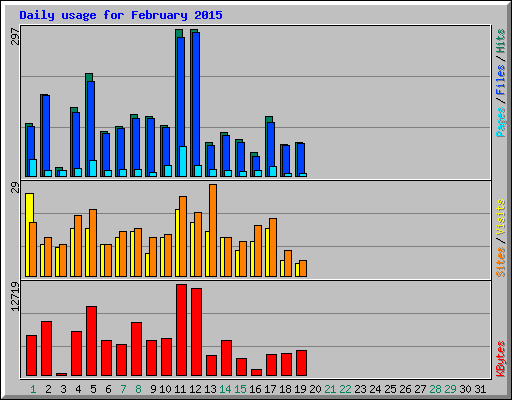 Daily usage for February 2015
297
Pages / Files / Hits
29
Sites / Visits
12719
KBytes
1 2 3 4 5 6 7 8 9 10 11 12 13 14 15 16 17 18 19 20 21 22 23 24 25 26 27 28 29 30 31